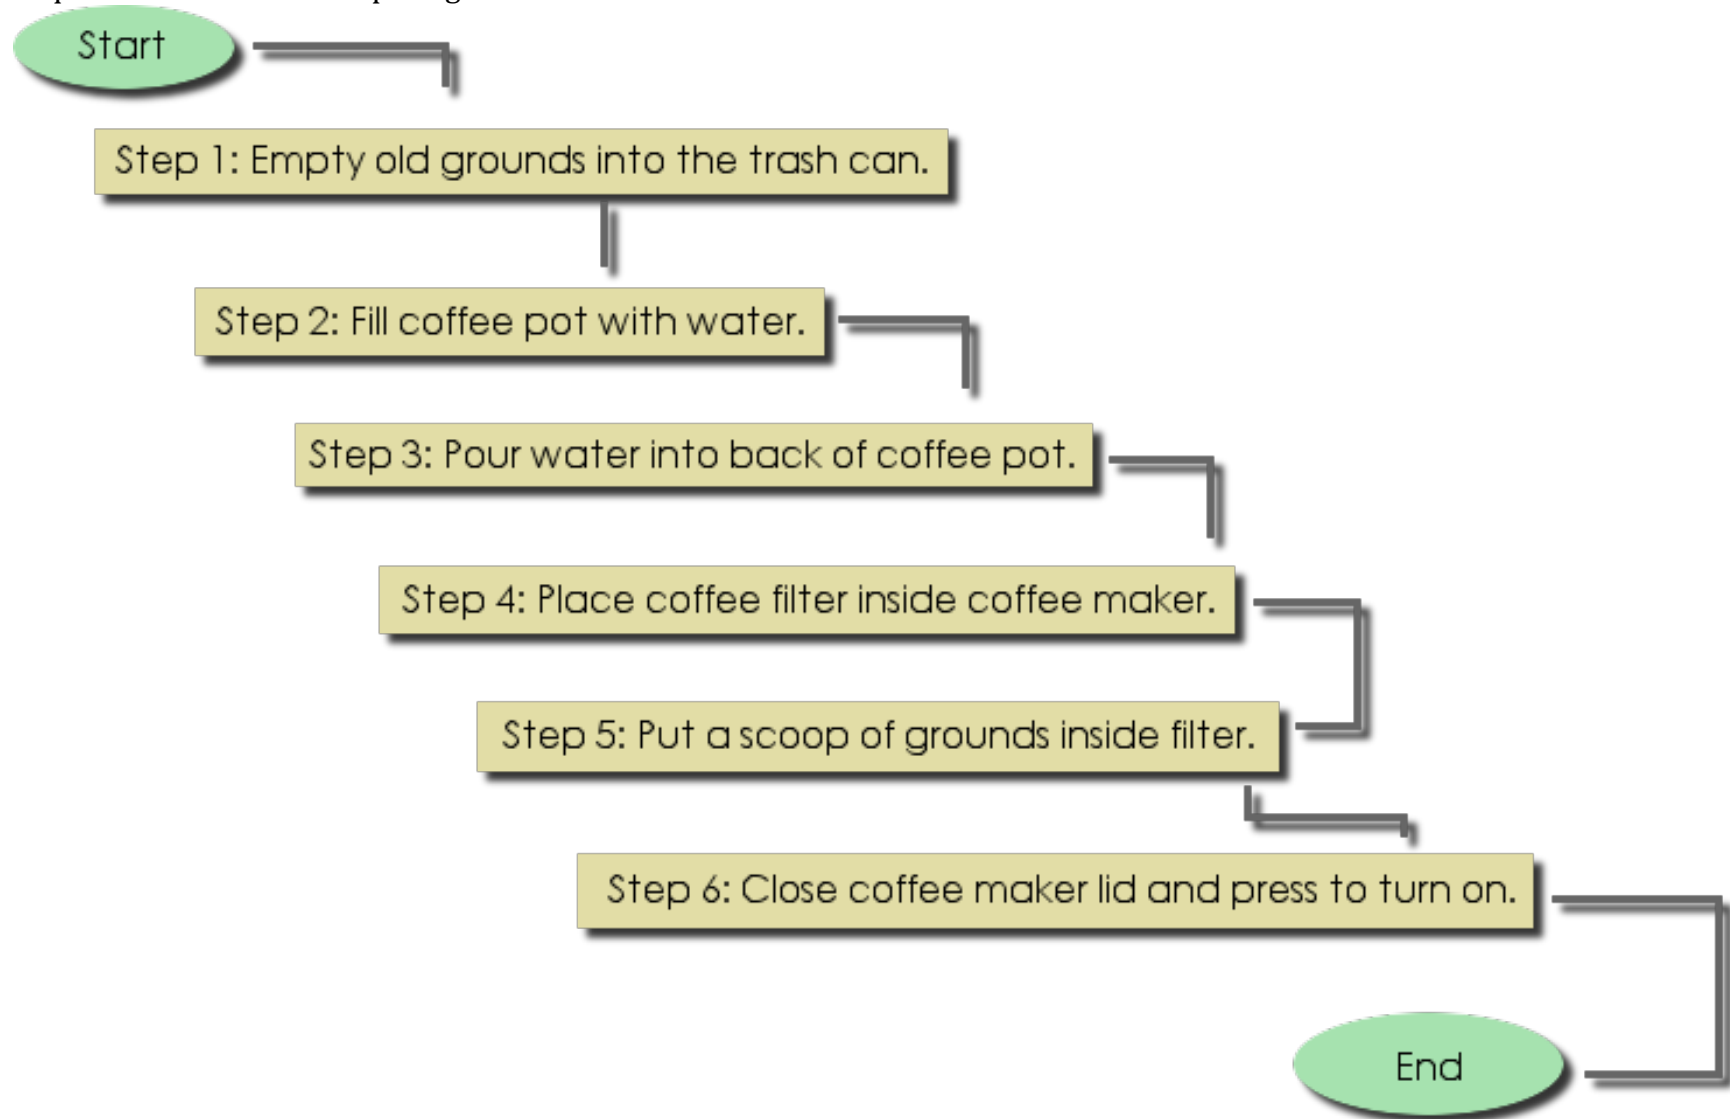 Start
Step 1: Empty old grounds into the trash can.
Step 2: Fill coffee pot with water.
Step 3: Pour water into back of coffee pot.
Step 4: Place coffee filter inside coffee maker.
Step 5: Put a scoop of grounds inside filter.
Step 6: Close coffee maker lid and press to turn on.
End